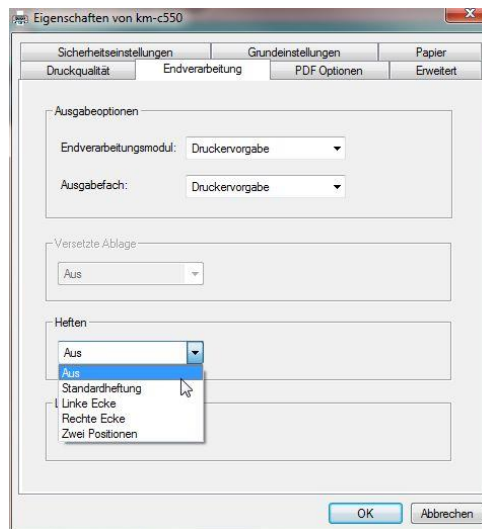 Eigenschaften von km-c550
Sicherheitseinstellungen Grundeinstellungen Papier
Druckqualität Endverarbeitung PDF Optionen Erweitert
Ausgabeoptionen
Endverarbeitungsmodul: Druckervorgabe
Ausgabefach: Druckervorgabe
Versetzte Ablage
Aus
Heften
Aus
Aus
Standardheftung
Linke Ecke
Rechte Ecke
Zwei Positionen
OK Abbrechen